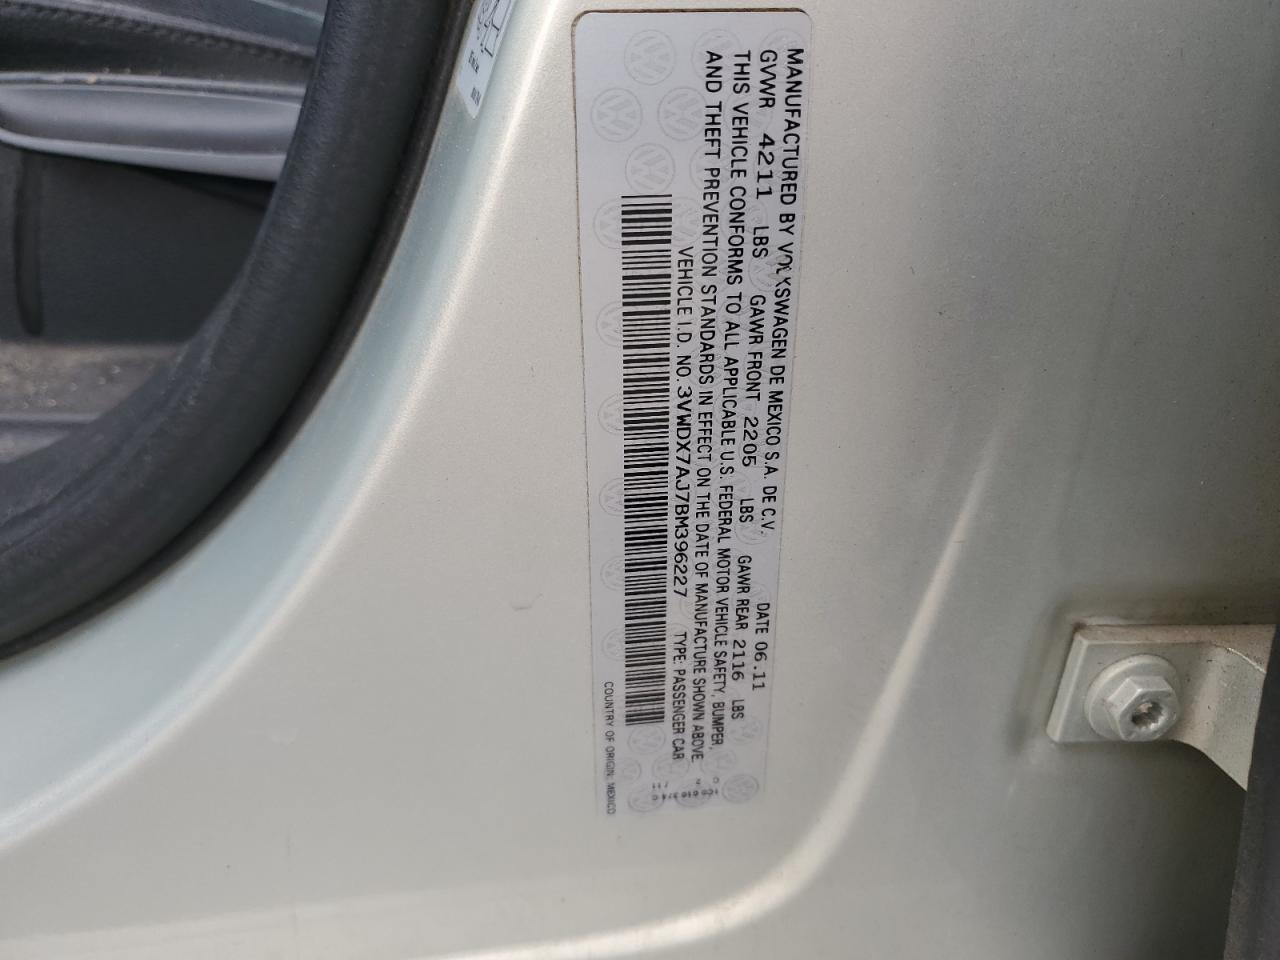 MANUFACTURED BY VOLKSWAGEN DE MEXICO S.A. DE C.V. DATE 06.11
GVWR 4211 LBS GAWR FRONT 2205 LBS GAWR REAR 2116 LBS
THIS VEHICLE CONFORMS TO ALL APPLICABLE U.S. FEDERAL MOTOR VEHICLE SAFETY, BUMPER,
AND THEFT PREVENTION STANDARDS IN EFFECT ON THE DATE OF MANUFACTURE SHOWN ABOVE
VEHICLE I.D. NO. 3VWDX7AJ7BM396227 TYPE: PASSENGER CAR
COUNTRY OF ORIGIN: MEXICO